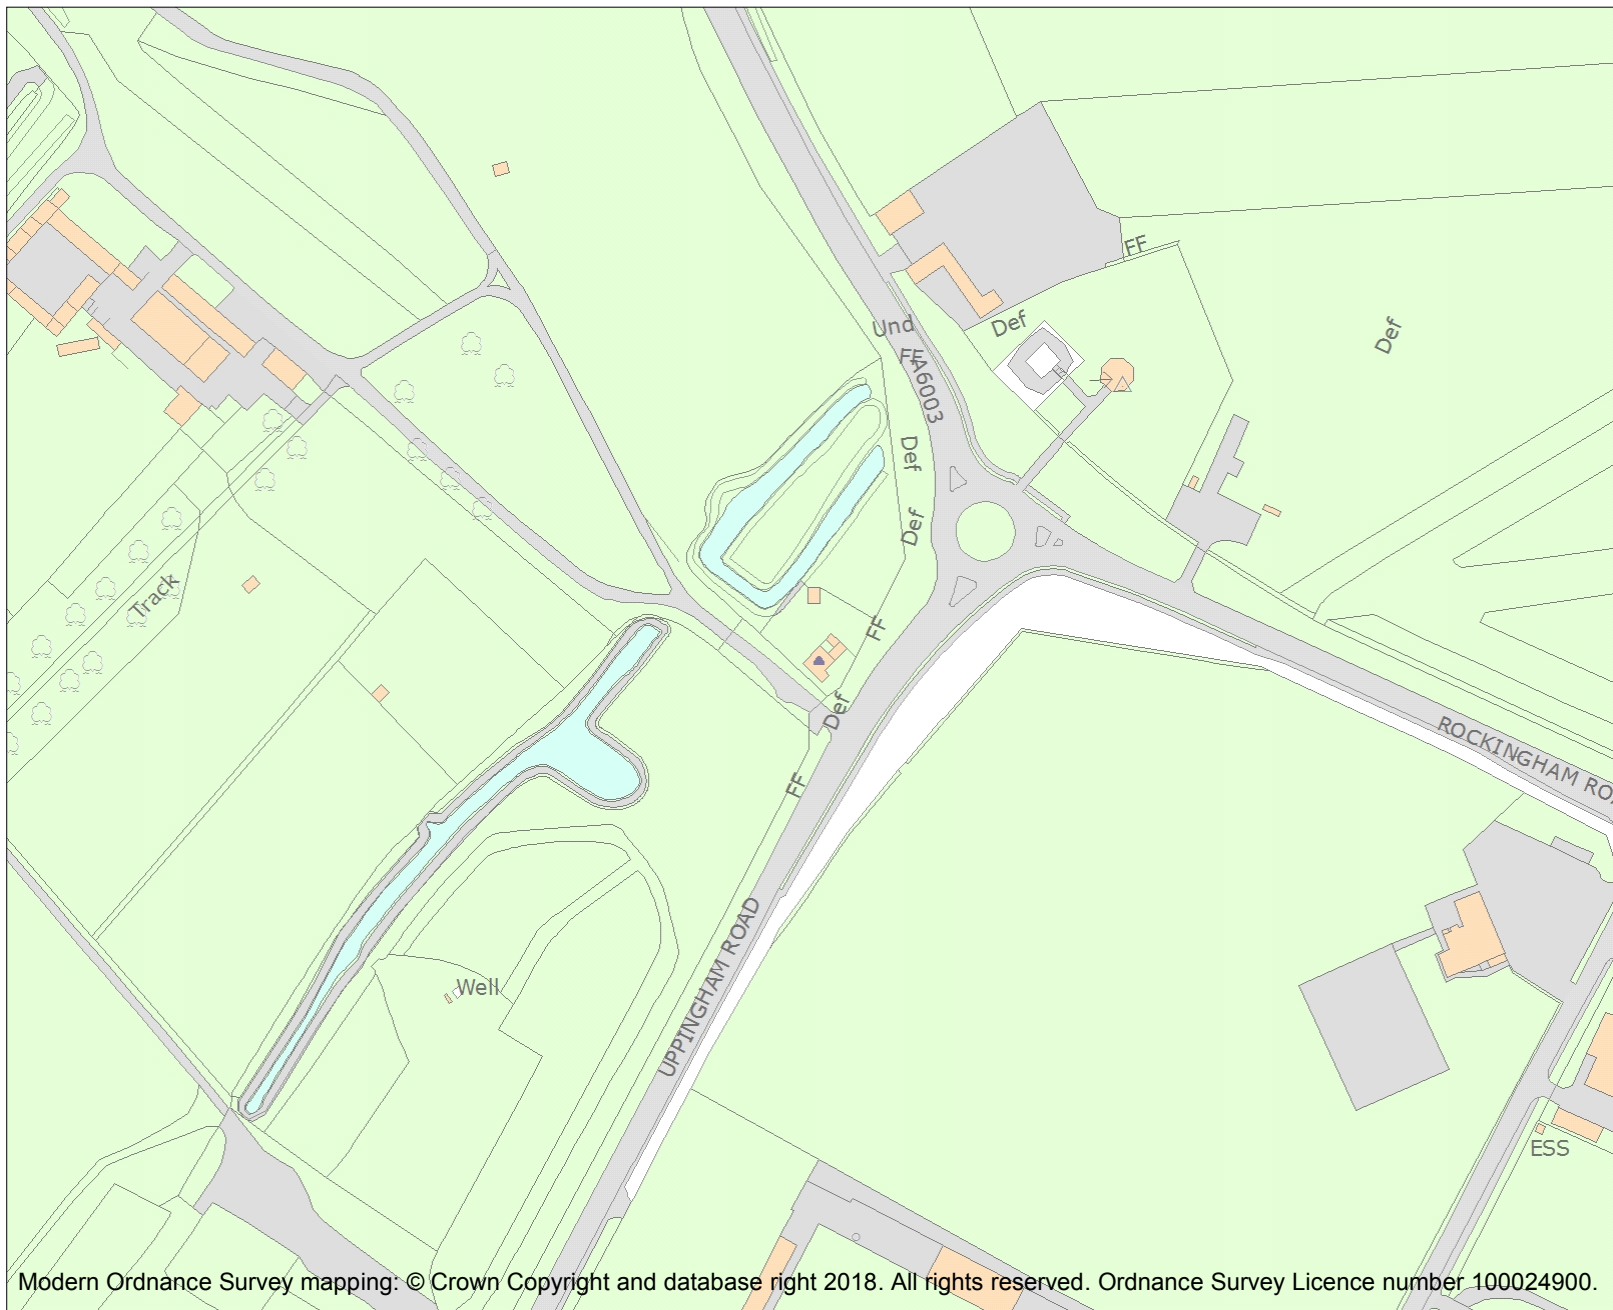 FF
Def
Def
Und
FF
A6003
Def
Def
Track
FF
Def
ROCKINGHAM ROA
FF
UPPINGHAM ROAD
Well
ESS
Modern Ordnance Survey mapping: © Crown Copyright and database right 2018. All rights reserved. Ordnance Survey Licence number 100024900.